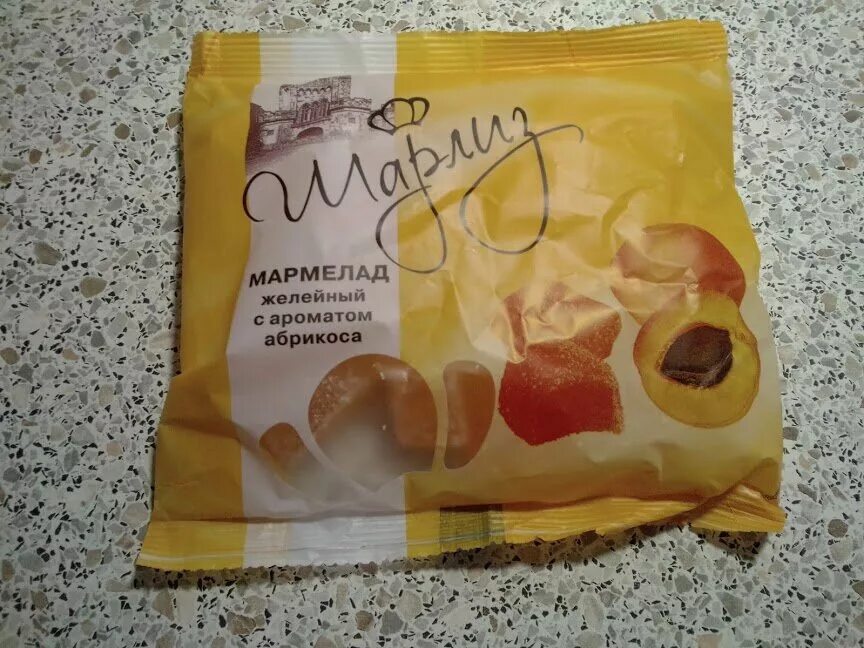 Шарлиз
МАРМЕЛАД
желейный
с ароматом
абрикоса